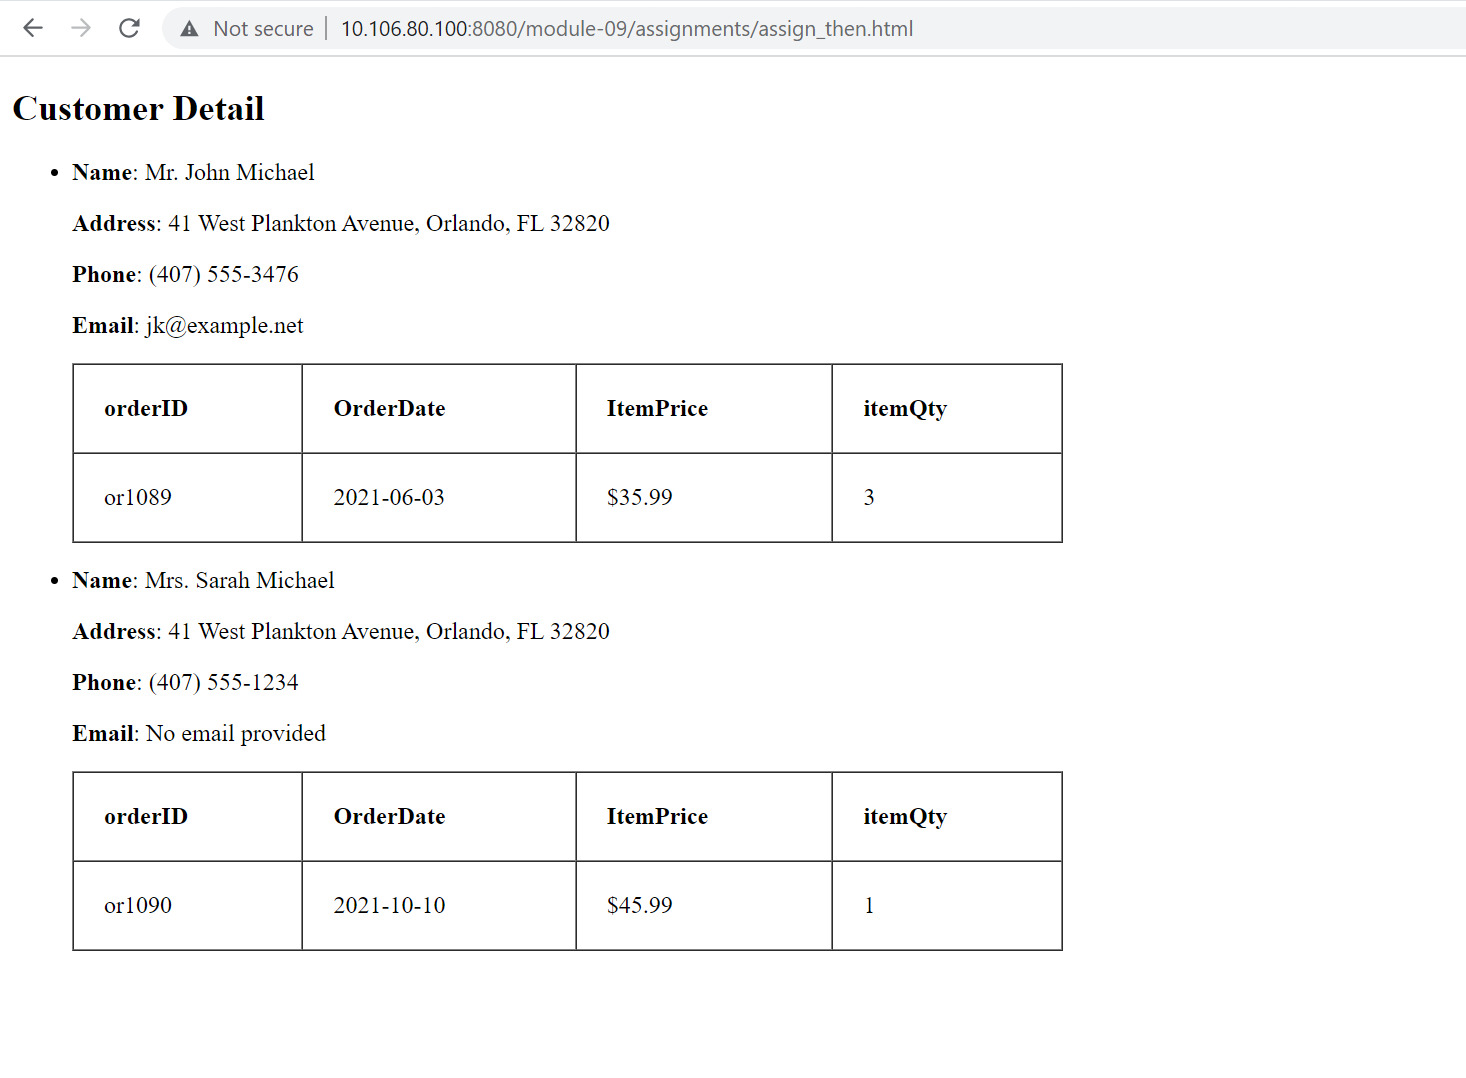 Not secure | 10.106.80.100:8080/module-09/assignments/assign_then.html
Customer Detail
Name: Mr. John Michael
Address: 41 West Plankton Avenue, Orlando, FL 32820
Phone: (407) 555-3476
Email: jk@example.net
orderID OrderDate ItemPrice itemQty
or1089 2021-06-03 $35.99 3
Name: Mrs. Sarah Michael
Address: 41 West Plankton Avenue, Orlando, FL 32820
Phone: (407) 555-1234
Email: No email provided
orderID OrderDate ItemPrice itemQty
or1090 2021-10-10 $45.99 1